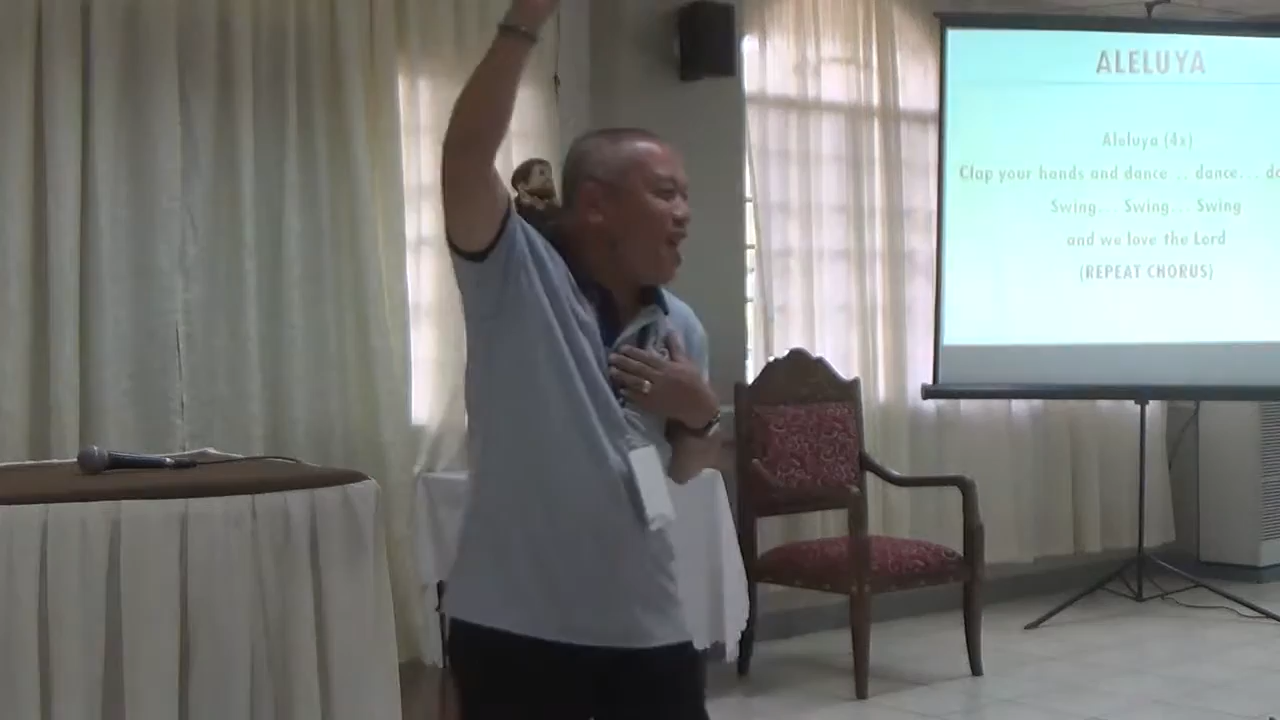 ALELUYA
Aleluya (4x)
Clap your hands and dance... dance...
Swing... Swing... Swing
and we love the Lord
(REPEAT CHORUS)